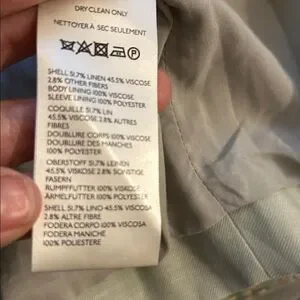 DRY CLEAN ONLY
NETTOYER À SEC SEULEMENT
SHELL 51.7% LINEN 45.5% VISCOSE
2.8% OTHER FIBERS
BODY LINING 100% VISCOSE
SLEEVE LINING 100% POLYESTER
COQUILLE 51.7% LIN
45.5% VISCOSE 2.8% AUTRES
FIBRES
DOUBLURE CORPS 100% VISCOSE
DOUBLURE DES MANCHES
100% POLYESTER
OBERSTOFF 51.7% LEINEN
45.5% VISKOSE 2.8% SONSTIGE
FASERN
RUMPFFUTTER 100% VISKOSE
ÄRMELFUTTER 100% POLYESTER
SHELL 51.7% LINO 45.5% VISCOSA
2.8% ALTRE FIBRE
FODERA CORPO 100% VISCOSA
FODERA MANICHE
100% POLIESTERE